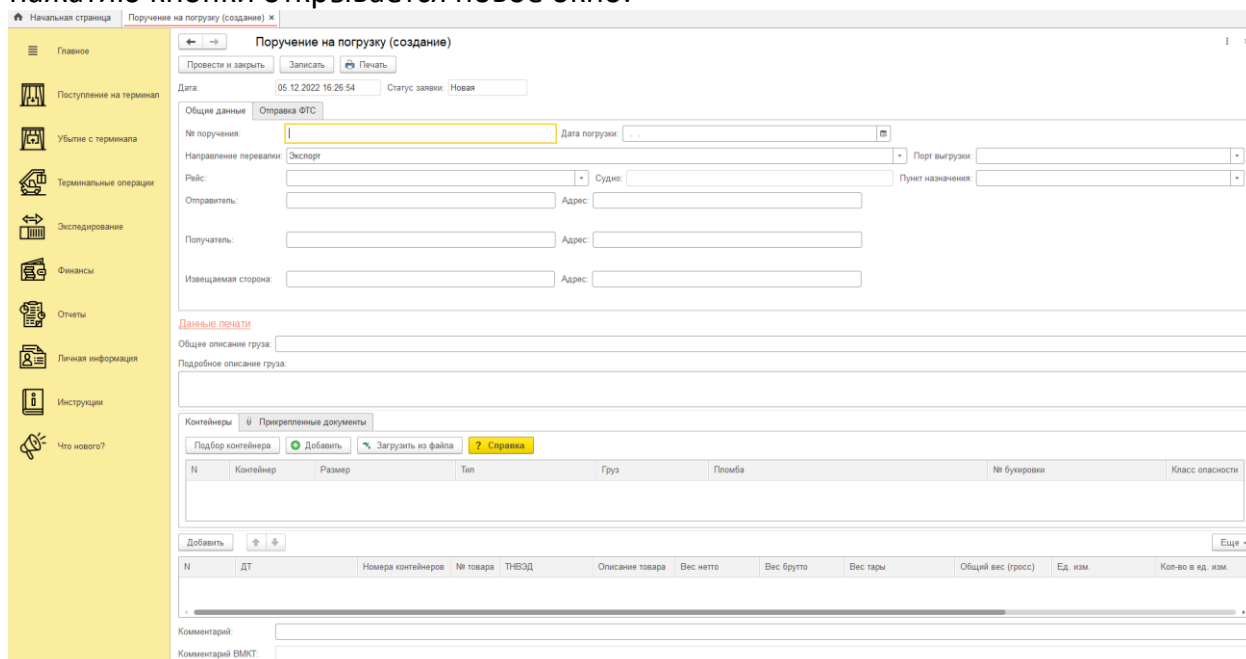 нажатию кнопки открывается новое окно.
Начальная страница Поручение на погрузку (создание) ×
Главное
Поступление на терминал
Убытие с терминала
Терминальные операции
Экспедирование
Финансы
Отчеты
Личная информация
Инструкции
Что нового?
Поручение на погрузку (создание)
Провести и закрыть Записать Печать
Дата: 05.12.2022 16:26:54 Статус заявки: Новая
Общие данные Отправка ФТС
№ поручения: Дата погрузки: . .
Направление перевалки: Экспорт Порт выгрузки:
Рейс: Судно: Пункт назначения:
Отправитель: Адрес:
Получатель: Адрес:
Извещаемая сторона: Адрес:
Данные печати
Общее описание груза:
Подробное описание груза:
Контейнеры Прикрепленные документы
Подбор контейнера Добавить Загрузить из файла ? Справка
N Контейнер Размер Тип Груз Пломба № букировки Класс опасности
Добавить Еще
N ДТ Номера контейнеров № товара ТНВЭД Описание товара Вес нетто Вес брутто Вес тары Общий вес (гросс) Ед. изм. Кол-во в ед. изм.
Комментарий:
Комментарий ВМКТ: